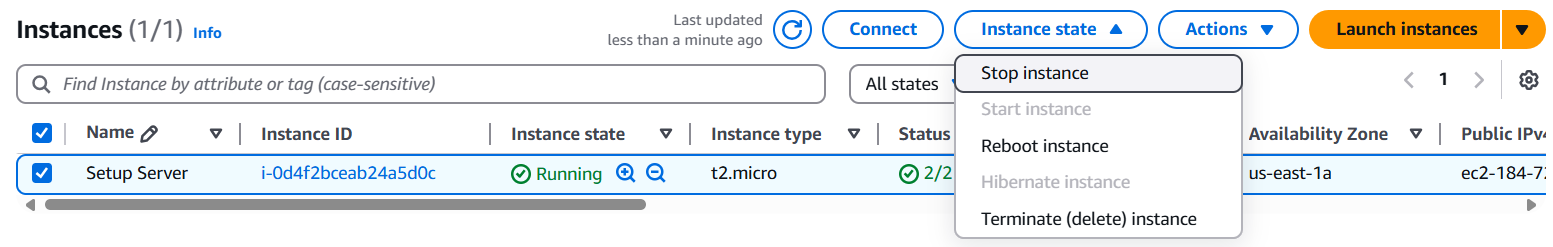 Instances (1/1) Info
Last updated
less than a minute ago
Connect
Instance state
Actions
Launch instances
Find Instance by attribute or tag (case-sensitive)
All states
1
Stop instance
Start instance
Reboot instance
Hibernate instance
Terminate (delete) instance
Name Instance ID Instance state Instance type Status Availability Zone Public IPv4
Setup Server i-0d4f2bceab24a5d0c Running t2.micro 2/2 us-east-1a ec2-184-72